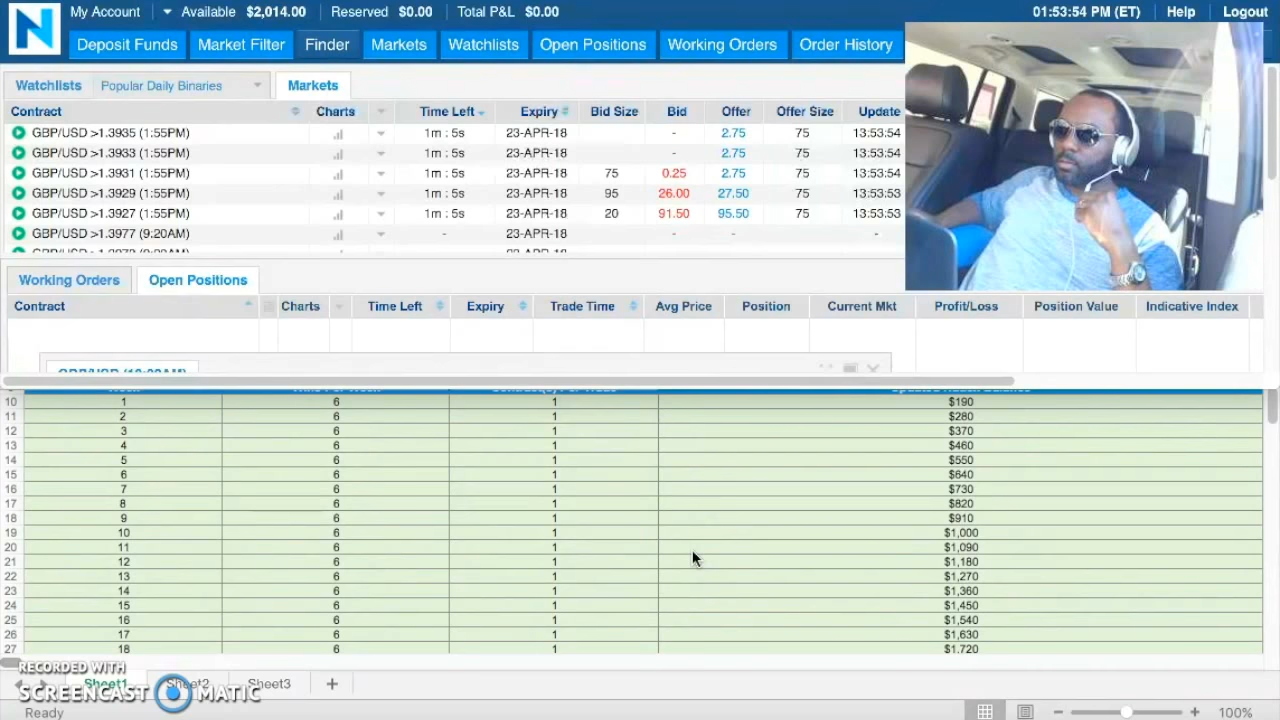 N My Account Available $2,014.00 Reserved $0.00 Total P&L $0.00 01:53:54 PM (ET) Help Logout
Deposit Funds Market Filter Finder Markets Watchlists Open Positions Working Orders Order History
Watchlists Popular Daily Binaries Markets
Contract Charts Time Left Expiry Bid Size Bid Offer Offer Size Update
GBP/USD >1.3935 (1:55PM) 1m : 5s 23-APR-18 - 2.75 75 13:53:54
GBP/USD >1.3933 (1:55PM) 1m : 5s 23-APR-18 - 2.75 75 13:53:54
GBP/USD >1.3931 (1:55PM) 1m : 5s 23-APR-18 75 0.25 2.75 75 13:53:54
GBP/USD >1.3929 (1:55PM) 1m : 5s 23-APR-18 95 26.00 27.50 75 13:53:53
GBP/USD >1.3927 (1:55PM) 1m : 5s 23-APR-18 20 91.50 95.50 75 13:53:53
GBP/USD >1.3977 (9:20AM) - 23-APR-18 - - -
Working Orders Open Positions
Contract Charts Time Left Expiry Trade Time Avg Price Position Current Mkt Profit/Loss Position Value Indicative Index
10 1 6 1 $190
11 2 6 1 $280
12 3 6 1 $370
13 4 6 1 $460
14 5 6 1 $550
15 6 6 1 $640
16 7 6 1 $730
17 8 6 1 $820
18 9 6 1 $910
19 10 6 1 $1,000
20 11 6 1 $1,090
21 12 6 1 $1,180
22 13 6 1 $1,270
23 14 6 1 $1,360
24 15 6 1 $1,450
25 16 6 1 $1,540
26 17 6 1 $1,630
27 18 6 1 $1,720
RECORDED WITH
Sheet1 Sheet2 Sheet3 +
SCREENCAST MATIC
Ready 100%